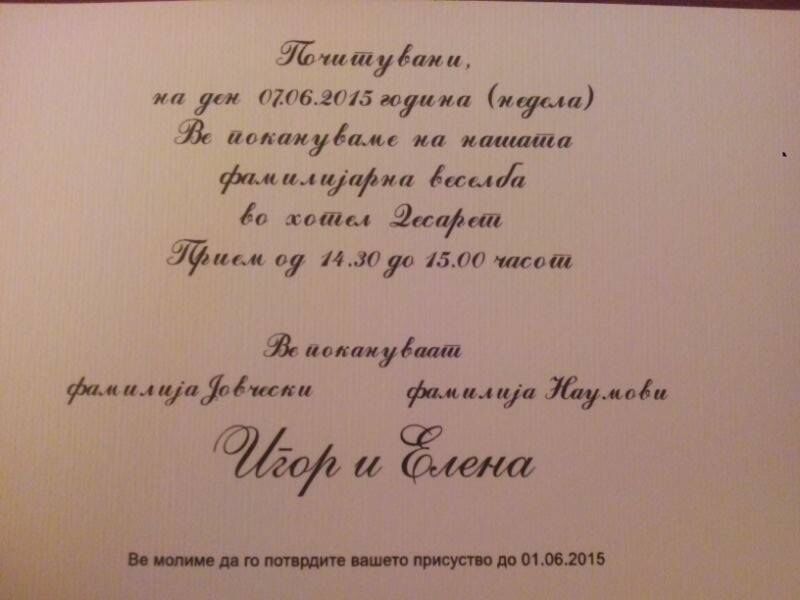 Почитувани,
на ден 07.06.2015 година (недела)
Ве покануваме на нашата
фамилијарна веселба
во хотел Десарет
Прием од 14.30 до 15.00 часот
Ве покануваат
фамилија Јовчески фамилија Наумови
Игор и Елена
Ве молиме да го потврдите вашето присуство до 01.06.2015